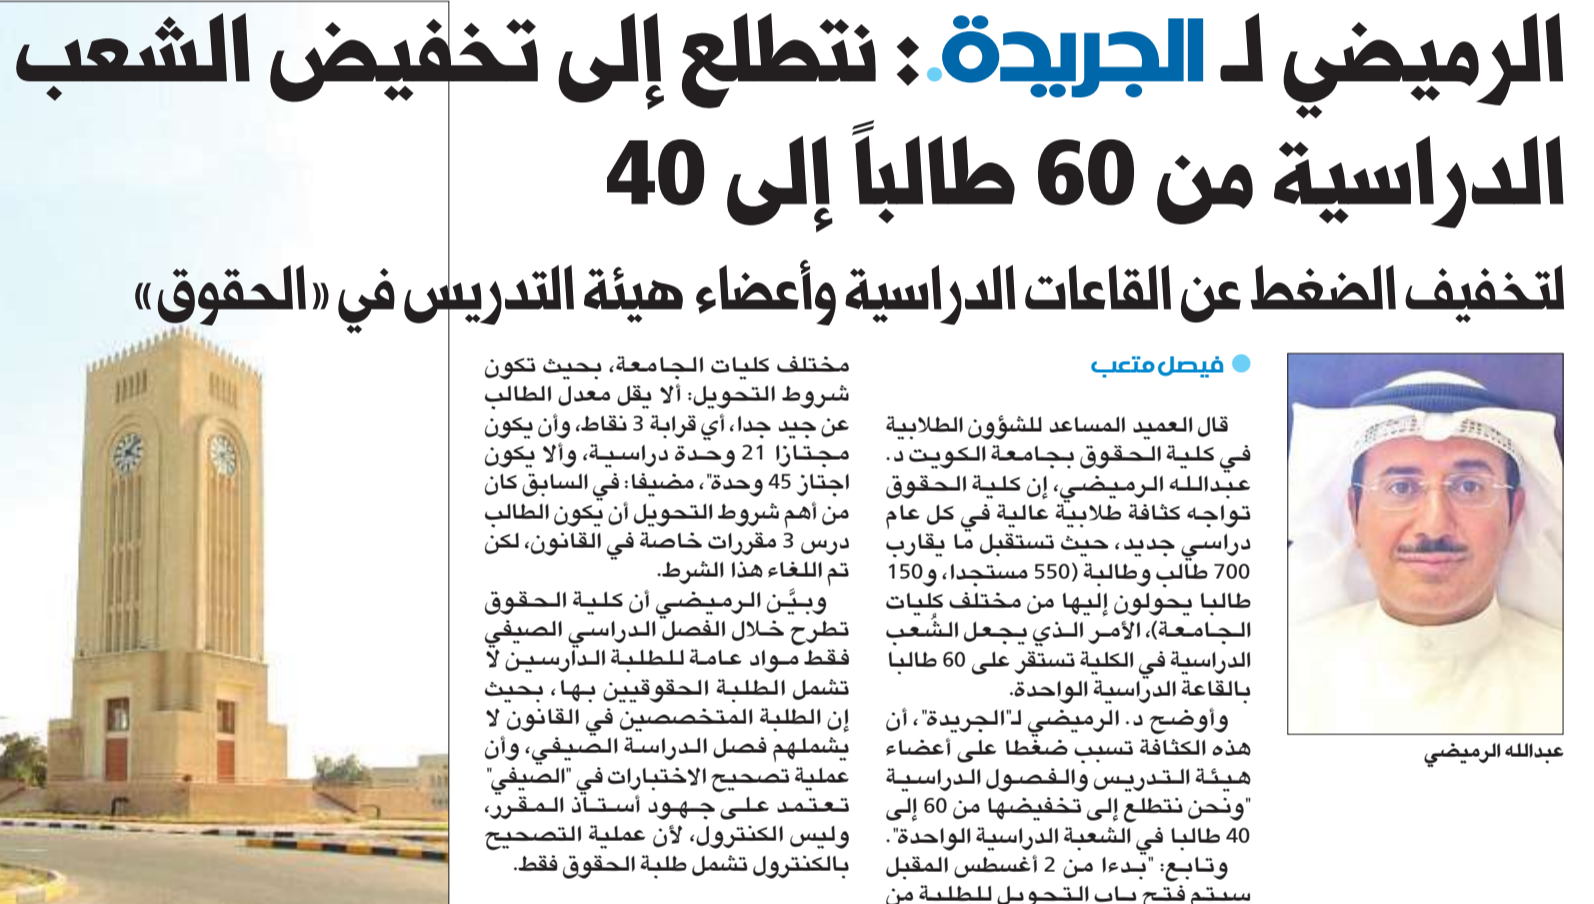 الرميضي لـ الجريدة. : نتطلع إلى تخفيض الشعب
الدراسية من 60 طالباً إلى 40
لتخفيف الضغط عن القاعات الدراسية وأعضاء هيئة التدريس في «الحقوق»
عبدالله الرميضي
فيصل متعب
قال العميد المساعد للشؤون الطلابية
في كلية الحقوق بجامعة الكويت د.
عبدالله الرميضي، إن كلية الحقوق
تواجه كثافة طلابية عالية في كل عام
دراسي جديد، حيث تستقبل ما يقارب
700 طالب وطالبة (550 مستجدا، و150
طالبا يحولون إليها من مختلف كليات
الجامعة)، الأمر الذي يجعل الشُعب
الدراسية في الكلية تستقر على 60 طالبا
بالقاعة الدراسية الواحدة.
وأوضح د. الرميضي لـ"الجريدة"، أن
هذه الكثافة تسبب ضغطا على أعضاء
هيئة التدريس والفصول الدراسية
"ونحن نتطلع إلى تخفيضها من 60 إلى
40 طالبا في الشعبة الدراسية الواحدة".
وتابع: "بدءا من 2 أغسطس المقبل
سيتم فتح باب التحويل للطلبة من
مختلف كليات الجامعة، بحيث تكون
شروط التحويل: ألا يقل معدل الطالب
عن جيد جدا، أي قرابة 3 نقاط، وأن يكون
مجتازا 21 وحدة دراسية، وألا يكون
اجتاز 45 وحدة"، مضيفا: في السابق كان
من أهم شروط التحويل أن يكون الطالب
درس 3 مقررات خاصة في القانون، لكن
تم اللغاء هذا الشرط.
وبيَّن الرميضي أن كلية الحقوق
تطرح خلال الفصل الدراسي الصيفي
فقط مواد عامة للطلبة الدارسين لا
تشمل الطلبة الحقوقيين بها، بحيث
إن الطلبة المتخصصين في القانون لا
يشملهم فصل الدراسة الصيفي، وأن
عملية تصحيح الاختبارات في "الصيفي"
تعتمد على جهود أستاذ المقرر،
وليس الكنترول، لأن عملية التصحيح
بالكنترول تشمل طلبة الحقوق فقط.